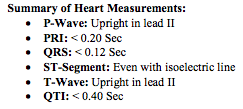 Summary of Heart Measurements:
• P-Wave: Upright in lead II
• PRI: < 0.20 Sec
• QRS: < 0.12 Sec
• ST-Segment: Even with isoelectric line
• T-Wave: Upright in lead II
• QTI: < 0.40 Sec